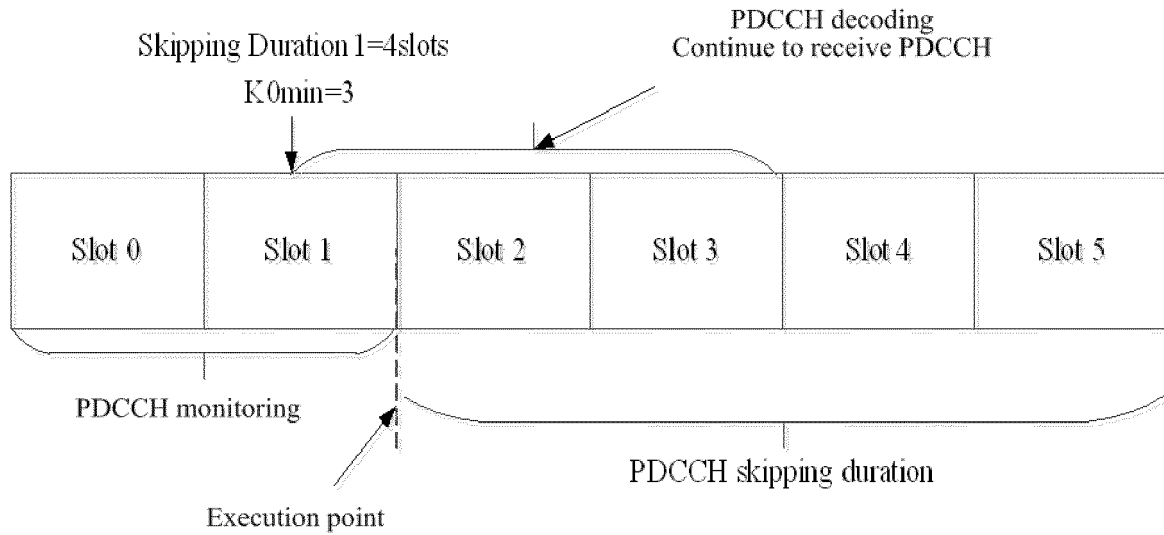 PDCCH decoding
Continue to receive PDCCH
Skipping Duration 1=4slots
K0min=3
Slot 0
Slot 1
Slot 2
Slot 3
Slot 4
Slot 5
PDCCH monitoring
PDCCH skipping duration
Execution point